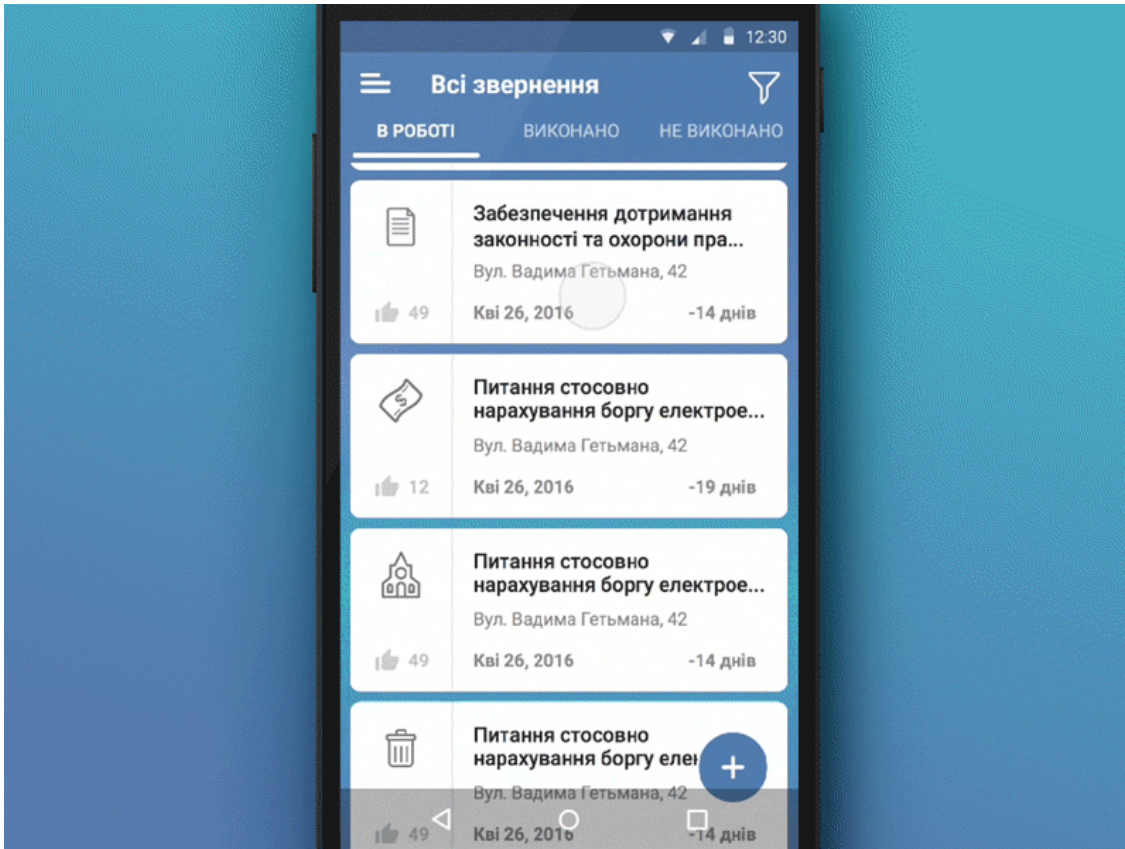 12:30
Всі звернення
В РОБОТІ ВИКОНАНО НЕ ВИКОНАНО
Забезпечення дотримання
законності та охорони пра...
Вул. Вадима Гетьмана, 42
49 Кві 26, 2016 -14 днів
Питання стосовно
нарахування боргу електрое...
Вул. Вадима Гетьмана, 42
12 Кві 26, 2016 -19 днів
Питання стосовно
нарахування боргу електрое...
Вул. Вадима Гетьмана, 42
49 Кві 26, 2016 -14 днів
Питання стосовно
нарахування боргу елек
Вул. Вадима Гетьмана, 42
49 Кві 26, 2016 -14 днів